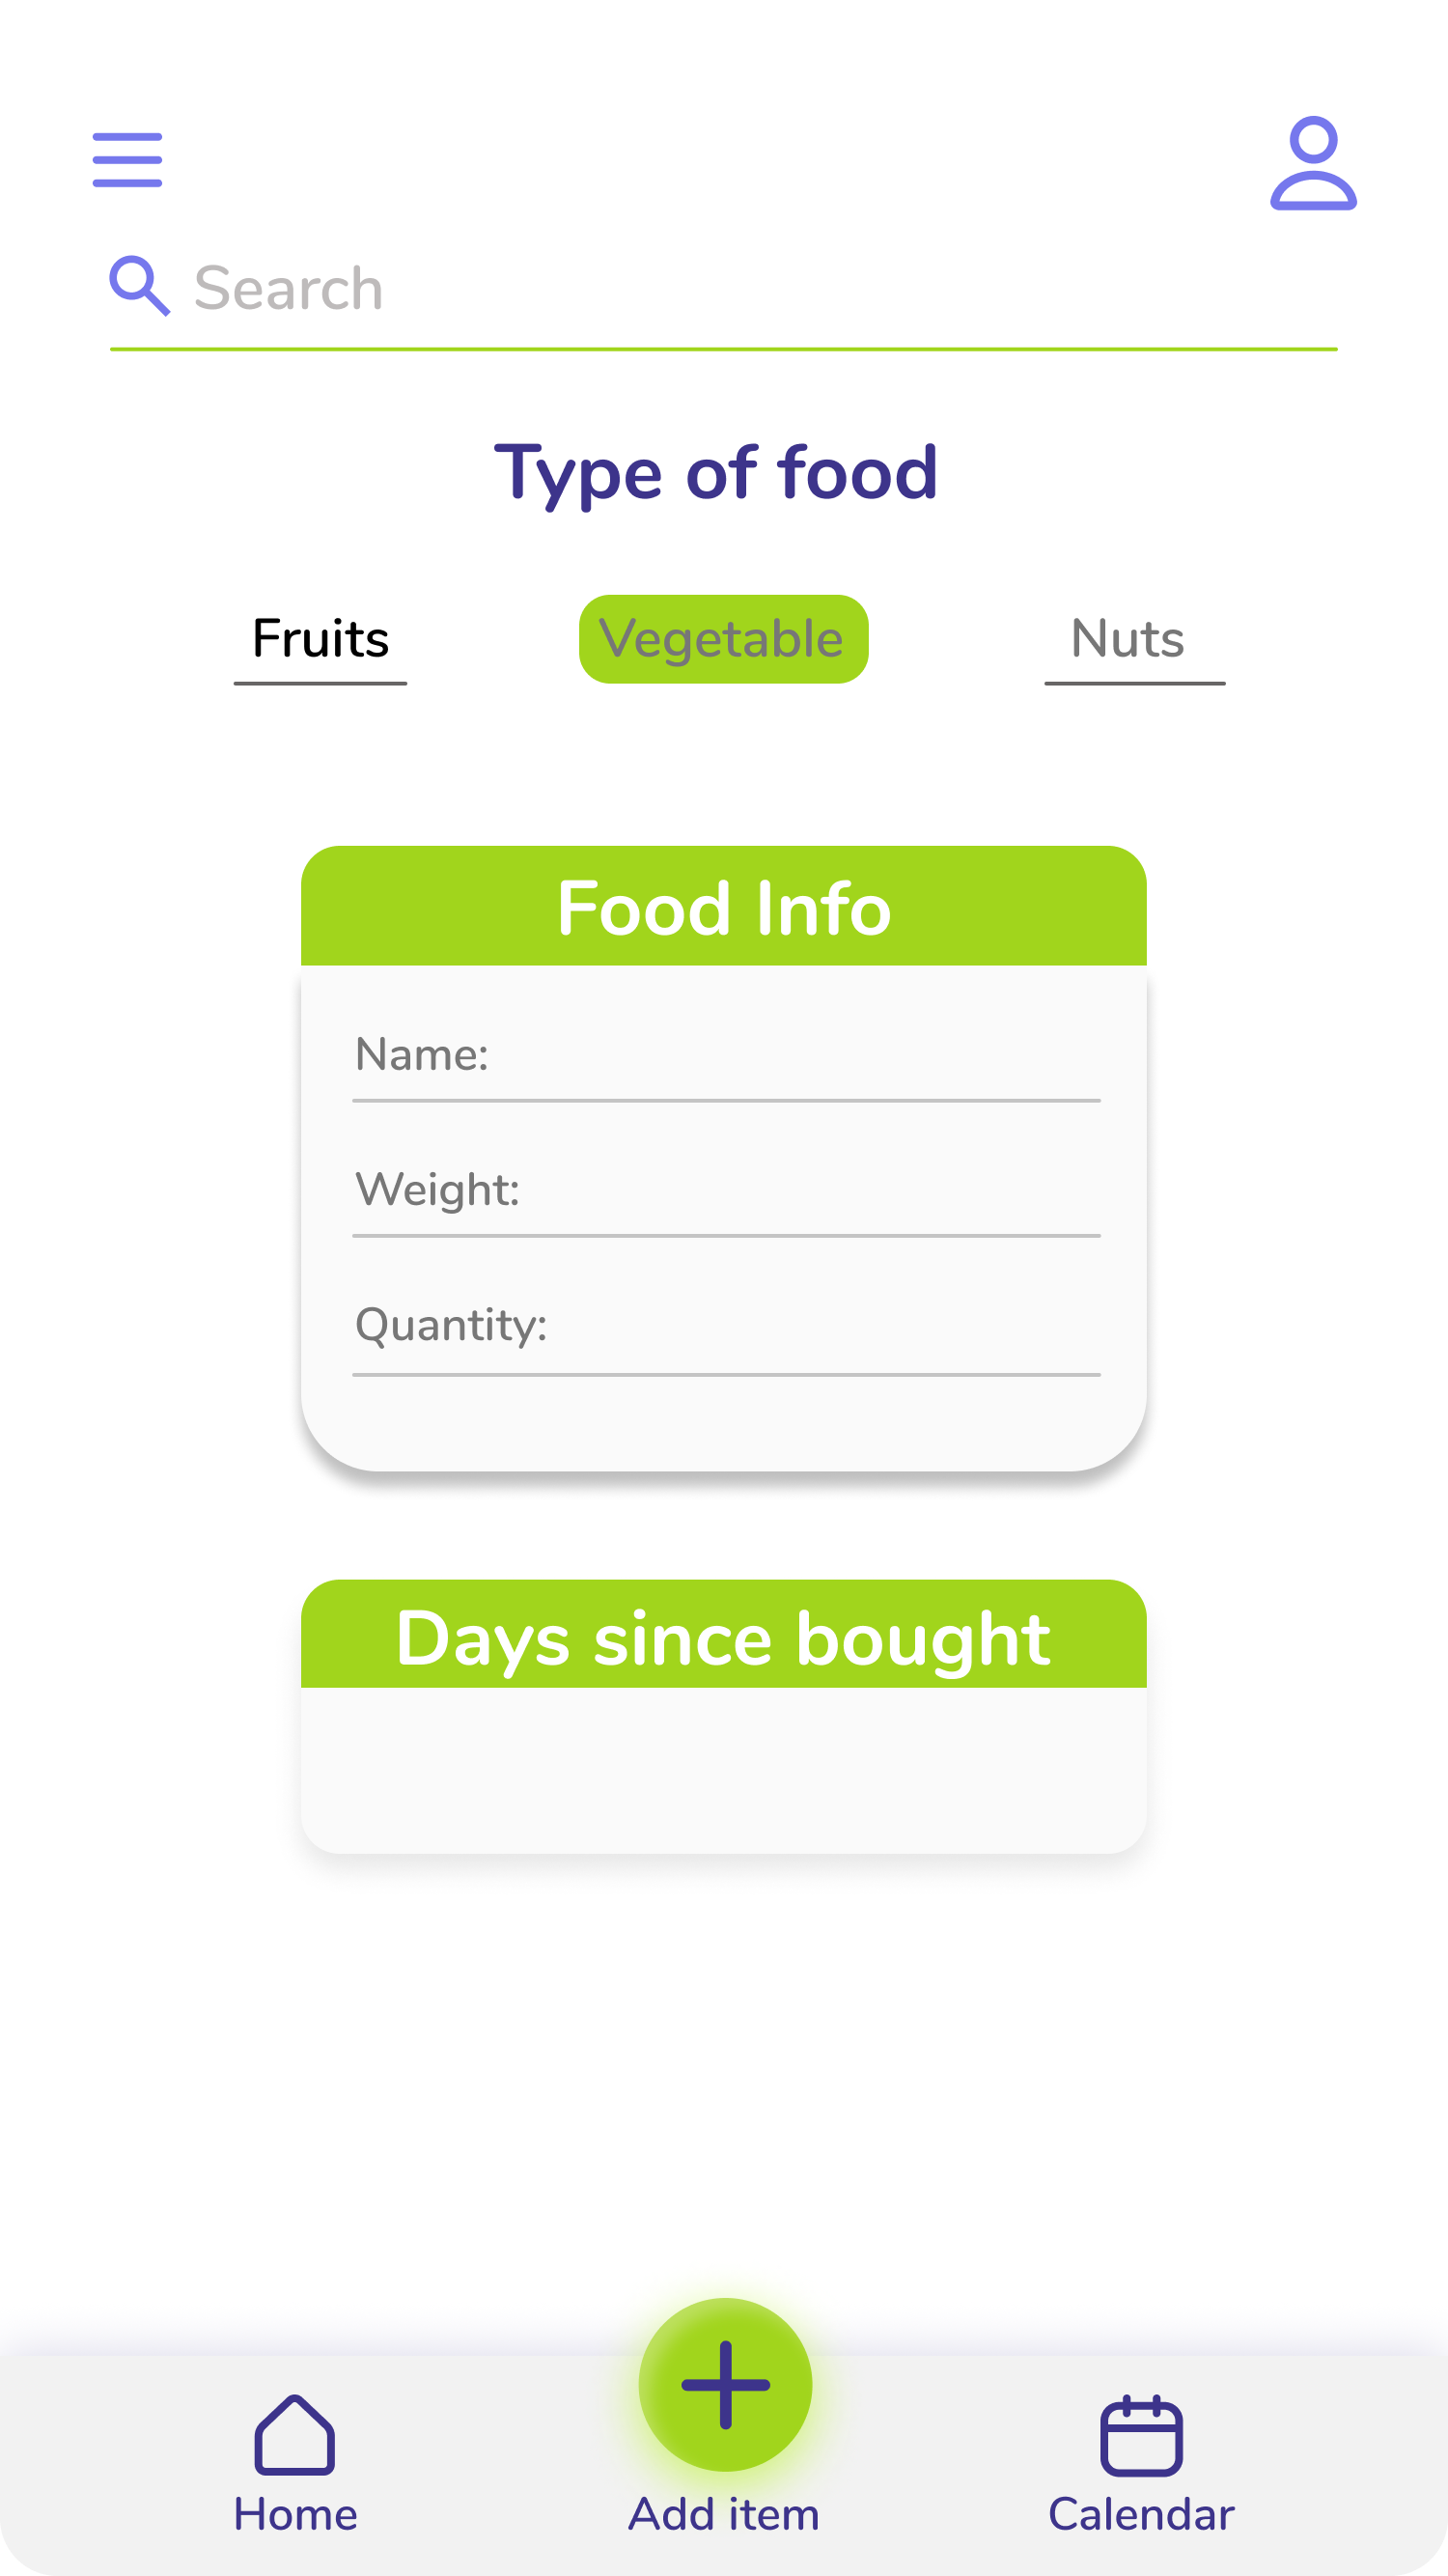 Search
Type of food
Fruits Vegetable Nuts
Food Info
Name:
Weight:
Quantity:
Days since bought
Home Add item Calendar